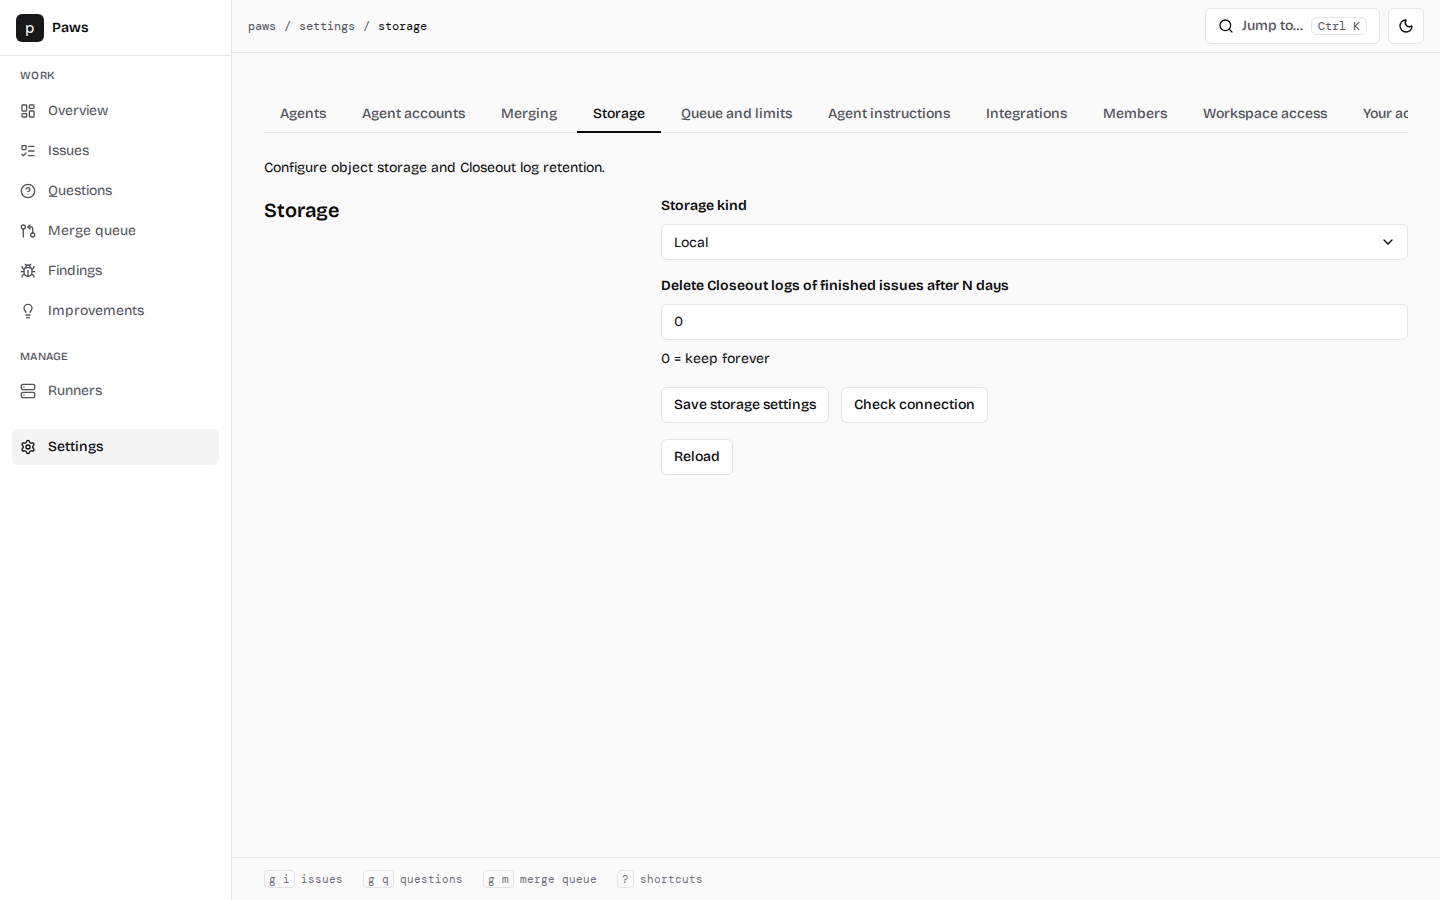 p Paws
paws / settings / storage
Jump to... Ctrl K
WORK
Overview
Issues
Questions
Merge queue
Findings
Improvements
MANAGE
Runners
Settings
Agents Agent accounts Merging Storage Queue and limits Agent instructions Integrations Members Workspace access Your ac
Configure object storage and Closeout log retention.
Storage
Storage kind
Local
Delete Closeout logs of finished issues after N days
0
0 = keep forever
Save storage settings Check connection
Reload
g i issues g q questions g m merge queue ? shortcuts